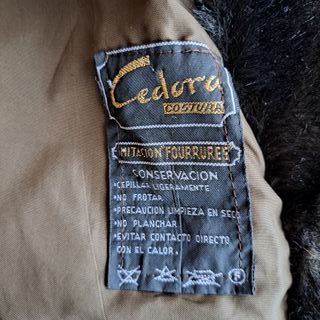 Cedora
COSTURA
IMITACION FOURRURES
CONSERVACION
•CEPILLAR LIGERAMENTE
•NO FROTAR
•PRECAUCION LIMPIEZA EN SECO
•NO PLANCHAR
•EVITAR CONTACTO DIRECTO
CON EL CALOR.